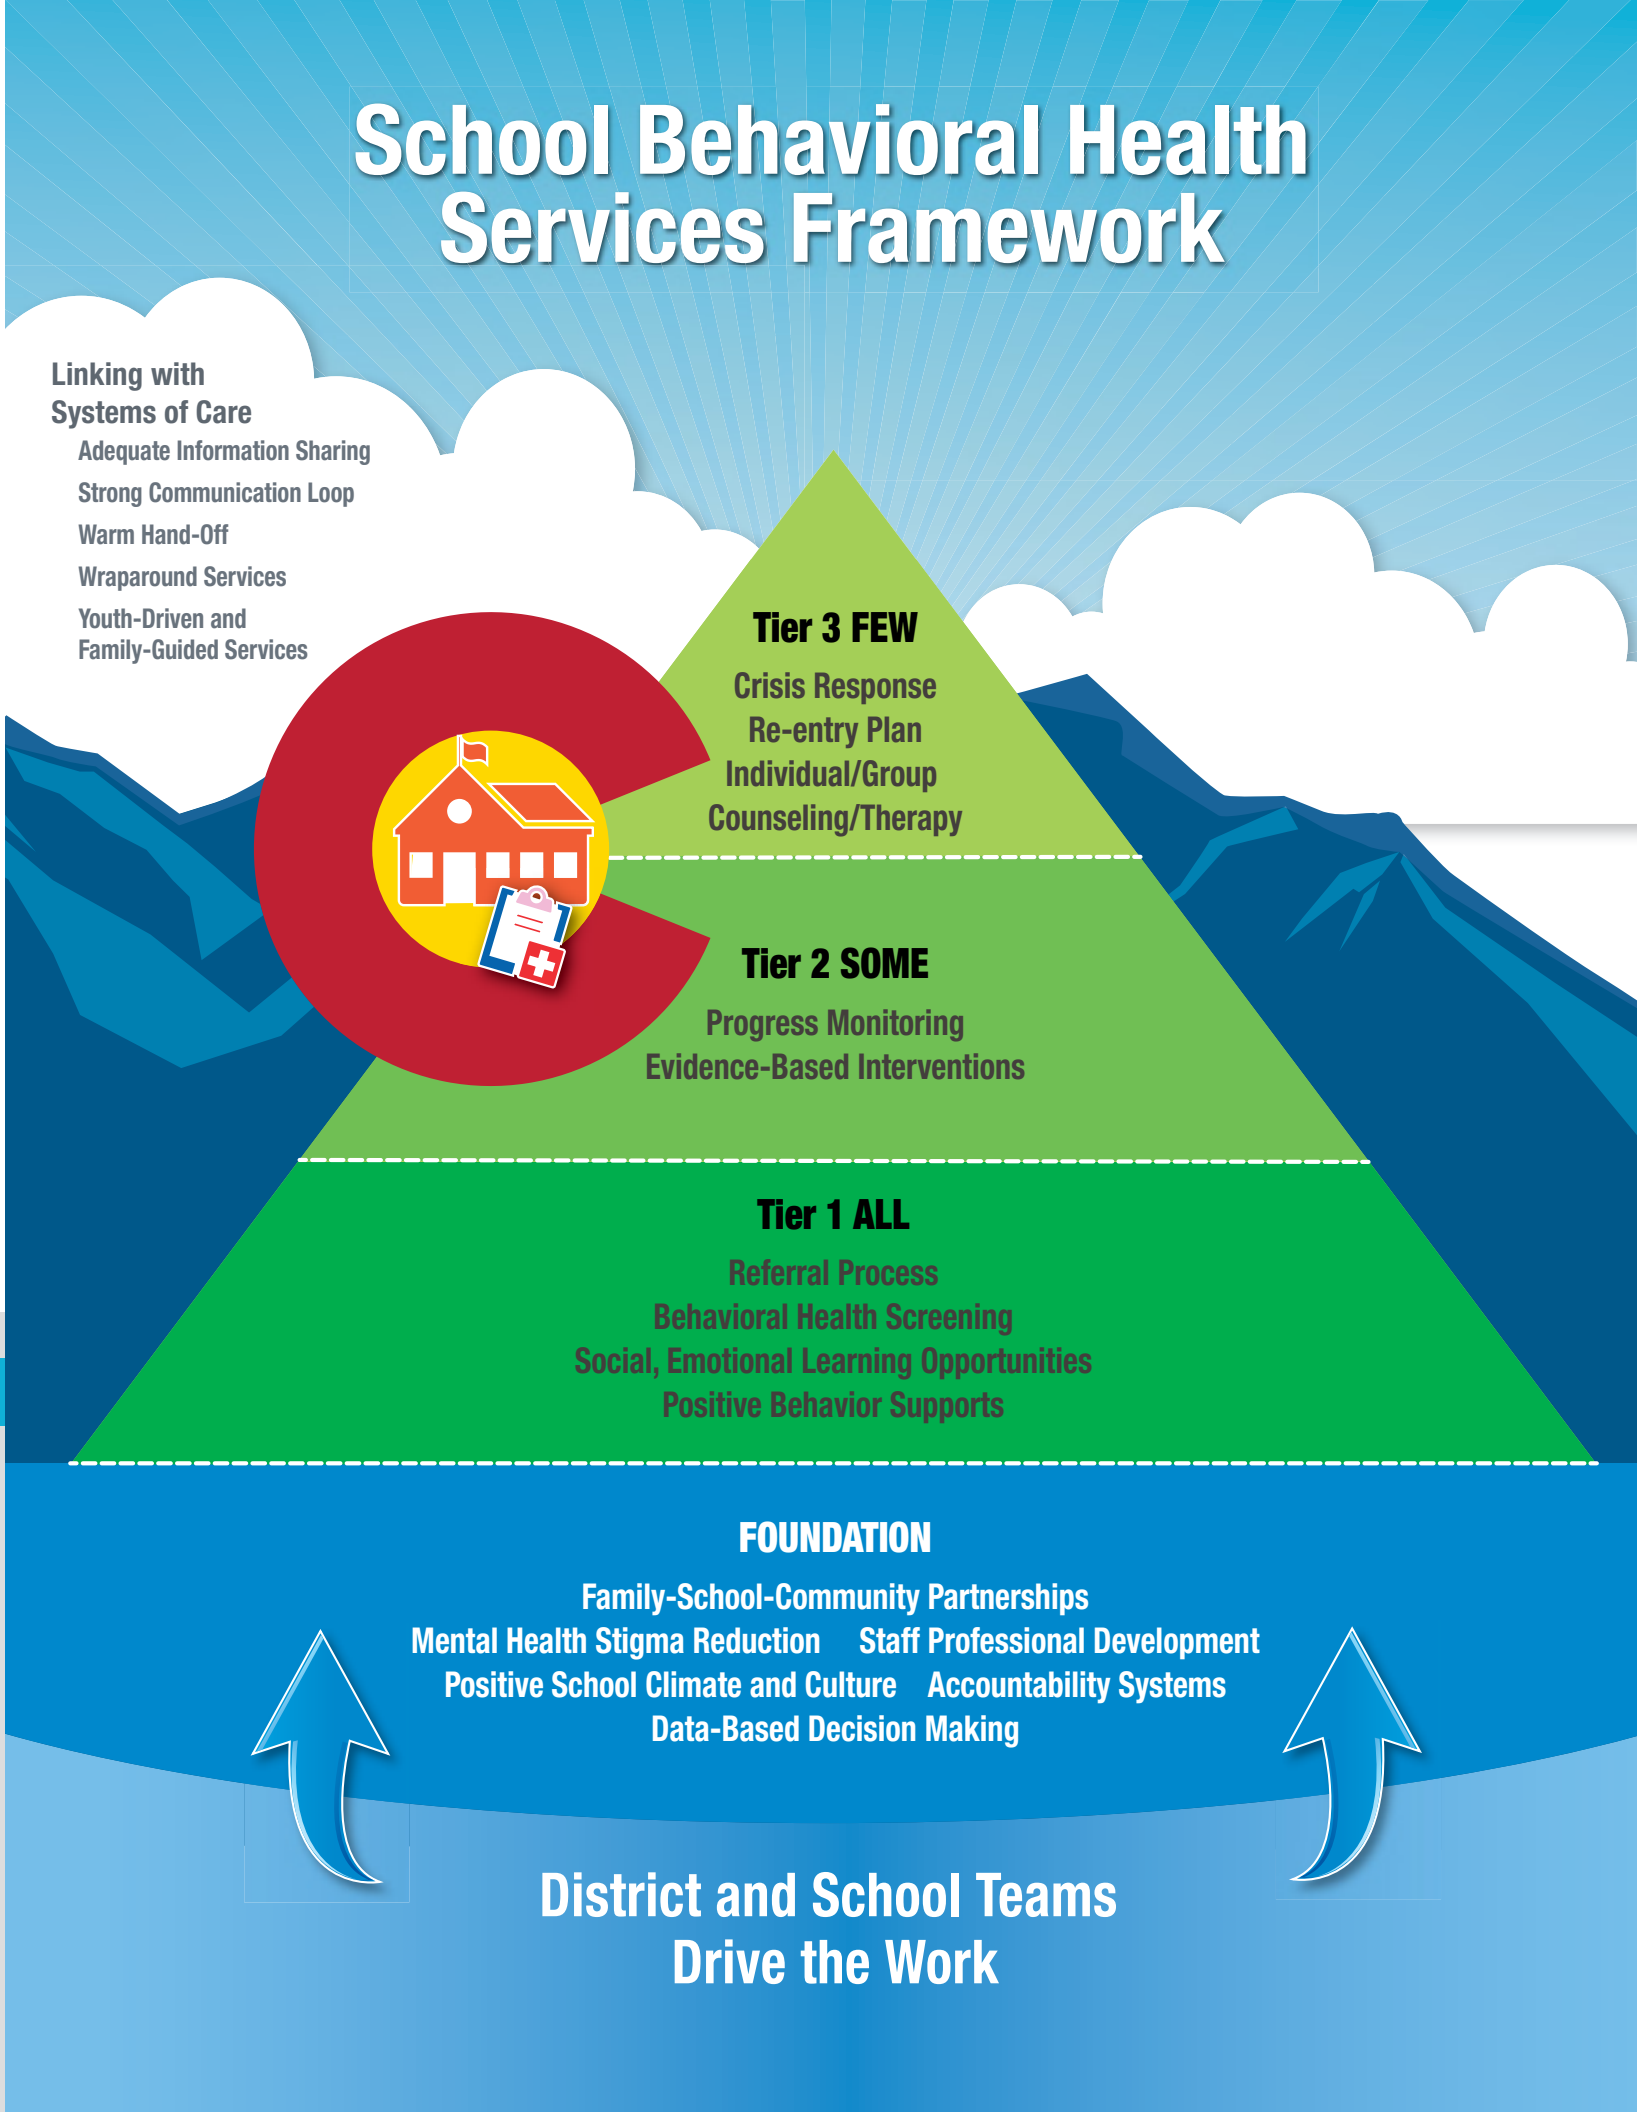 School Behavioral Health
Services Framework
Linking with
Systems of Care
Adequate Information Sharing
Strong Communication Loop
Warm Hand-Off
Wraparound Services
Youth-Driven and
Family-Guided Services
Tier 3 FEW
Crisis Response
Re-entry Plan
Individual/Group
Counseling/Therapy
Tier 2 SOME
Progress Monitoring
Evidence-Based Interventions
Tier 1 ALL
Referral Process
Behavioral Health Screening
Social, Emotional Learning Opportunities
Positive Behavior Supports
FOUNDATION
Family-School-Community Partnerships
Mental Health Stigma Reduction Staff Professional Development
Positive School Climate and Culture Accountability Systems
Data-Based Decision Making
District and School Teams
Drive the Work